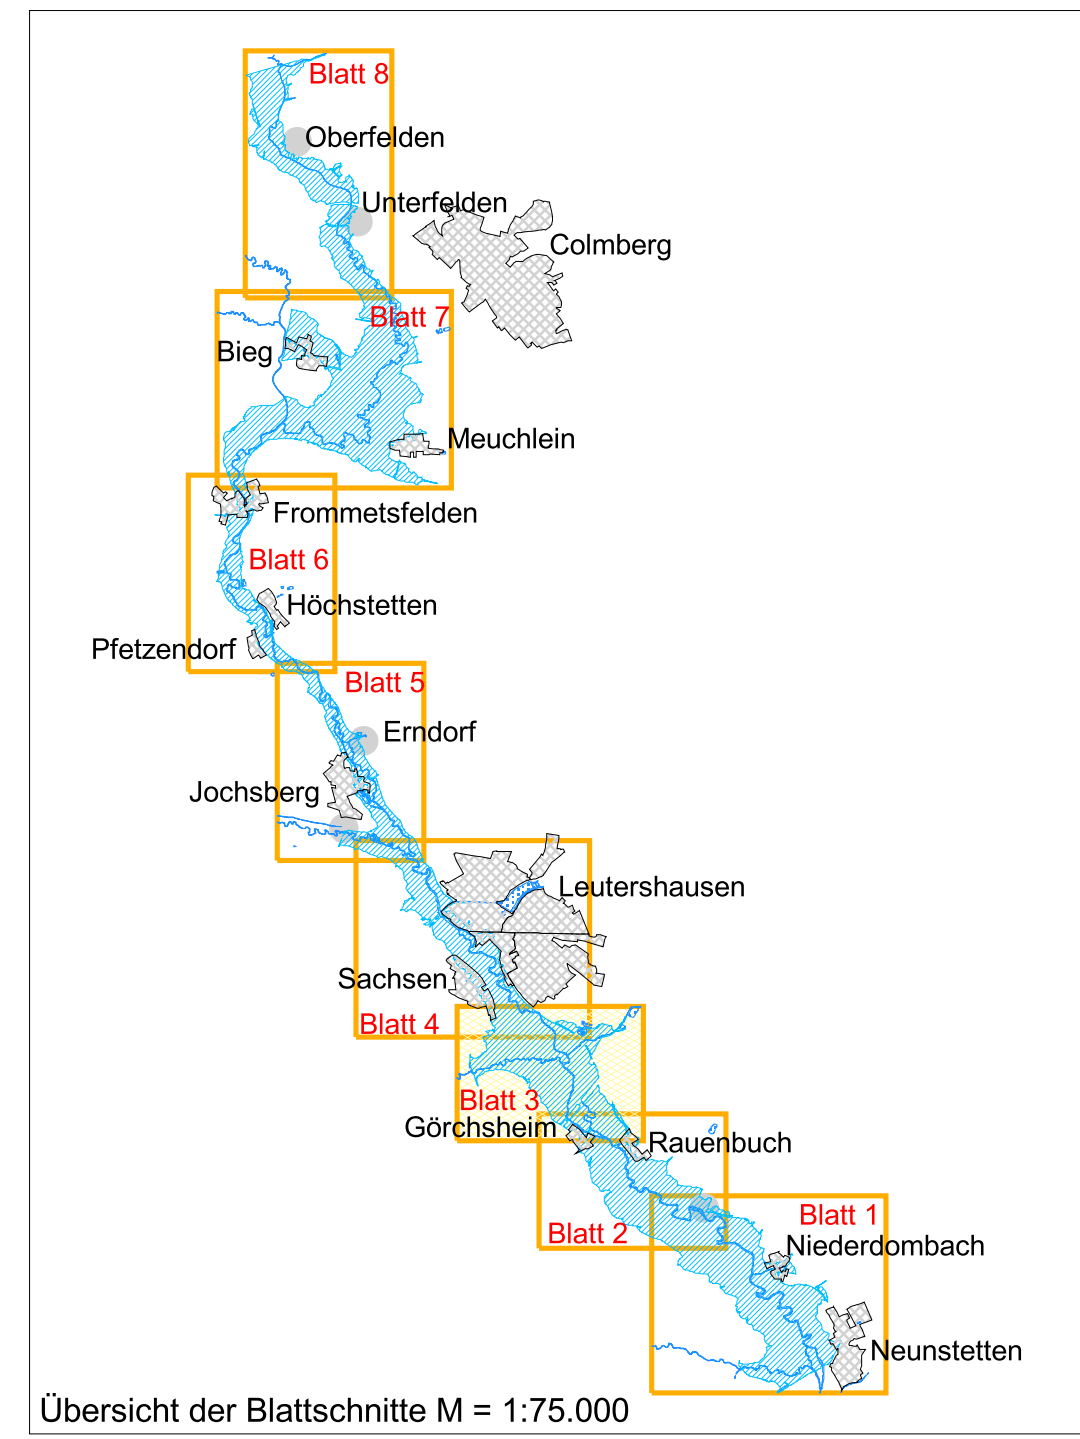 Blatt 8
Oberfelden
Unterfelden
Colmberg
Blatt 7
Bieg
Meuchlein
Frommetsfelden
Blatt 6
Höchstetten
Pfetzendorf
Blatt 5
Erndorf
Jochsberg
Leutershausen
Sachsen
Blatt 4
Blatt 3
Görchsheim
Rauenbuch
Blatt 1
Blatt 2
Niederdombach
Neunstetten
Übersicht der Blattschnitte M = 1:75.000